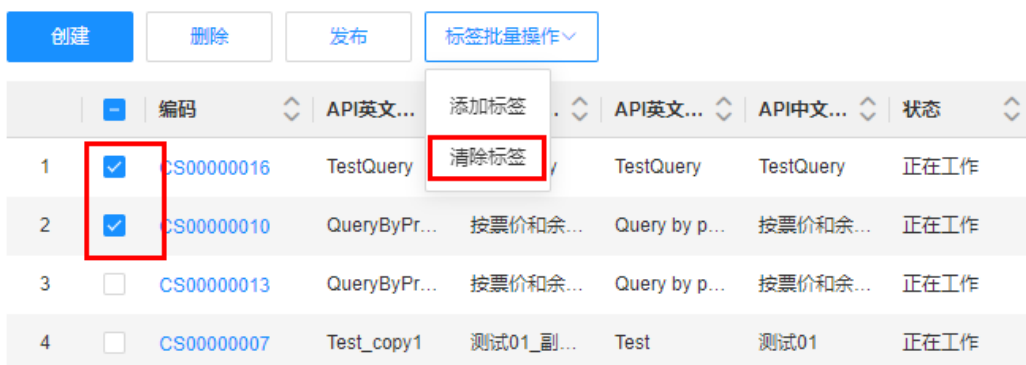 创建 删除 发布 标签批量操作
添加标签
清除标签
编码 API英文... . API英文... API中文... 状态
1 CS00000016 TestQuery y TestQuery TestQuery 正在工作
2 CS00000010 QueryByPr... 按票价和余... Query by p... 按票价和余... 正在工作
3 CS00000013 QueryByPr... 按票价和余... Query by p... 按票价和余... 正在工作
4 CS00000007 Test_copy1 测试01_副... Test 测试01 正在工作